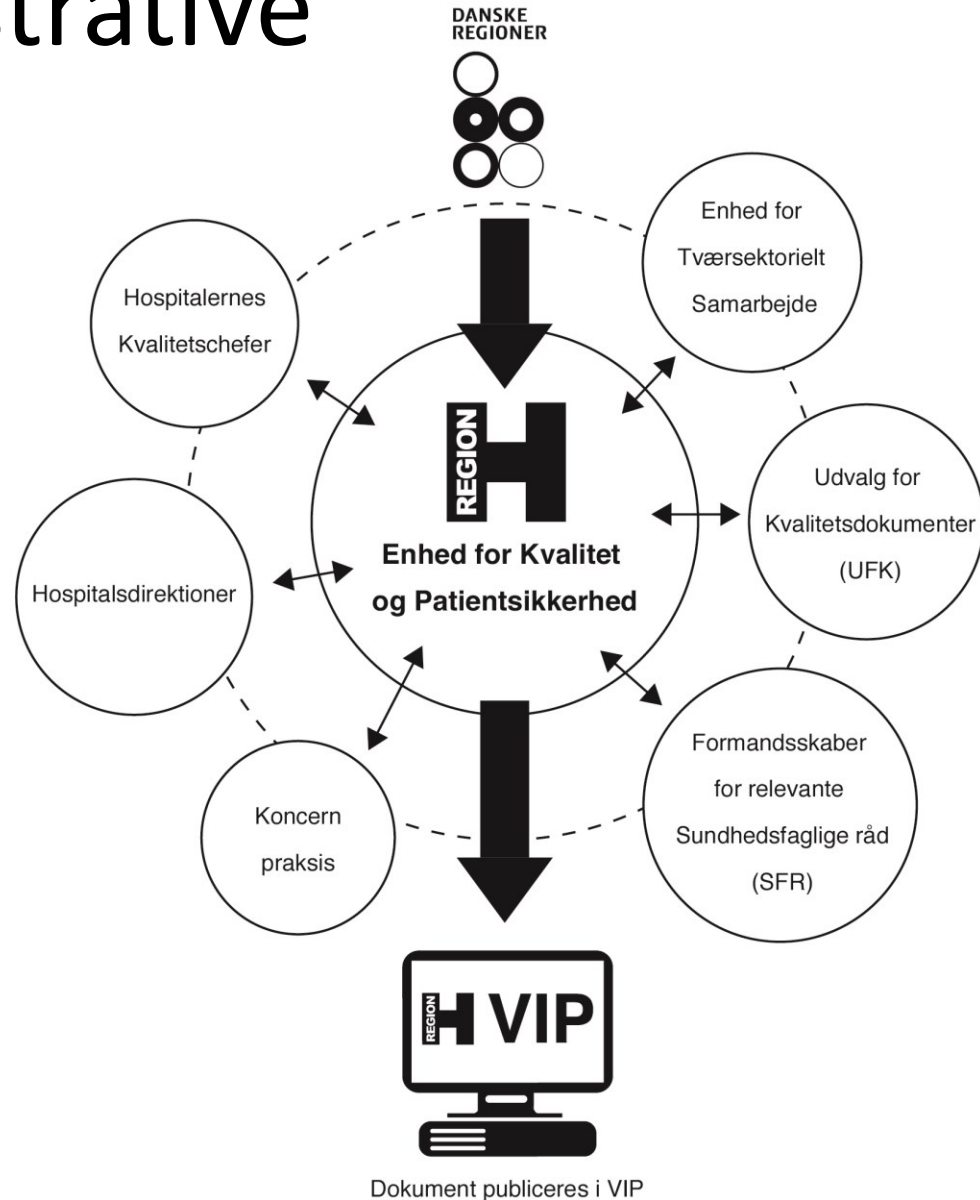 DANSKE
REGIONER
Enhed for
Tværsektorielt
Samarbejde
Hospitalernes
Kvalitetschefer
Udvalg for
Kvalitetsdokumenter
(UFK)
REGION H
Enhed for Kvalitet
og Patientsikkerhed
Hospitalsdirektioner
Formandsskaber
for relevante
Sundhedsfaglige råd
(SFR)
Koncern
praksis
REGION H VIP
Dokument publiceres i VIP